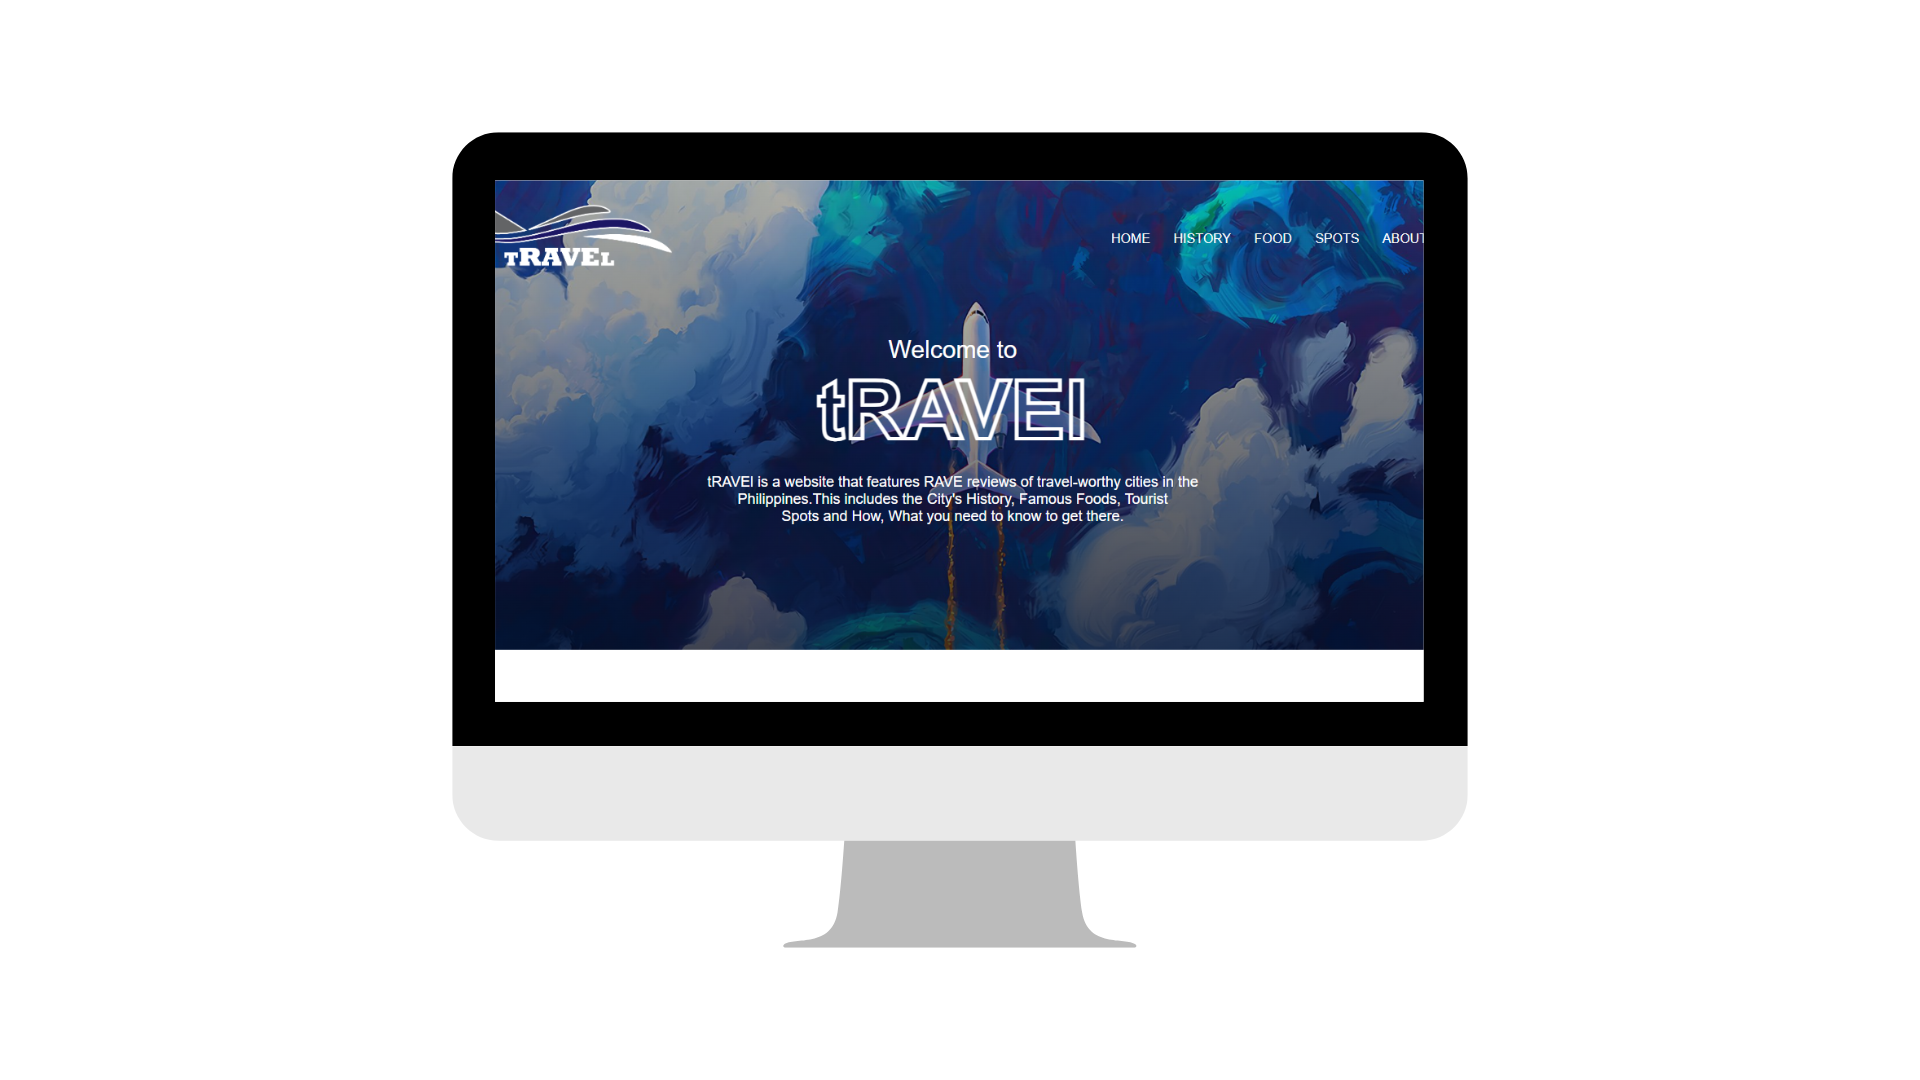 tRAVEL
HOME HISTORY FOOD SPOTS ABOUT
Welcome to
tRAVEl
tRAVEl is a website that features RAVE reviews of travel-worthy cities in the
Philippines.This includes the City's History, Famous Foods, Tourist
Spots and How, What you need to know to get there.